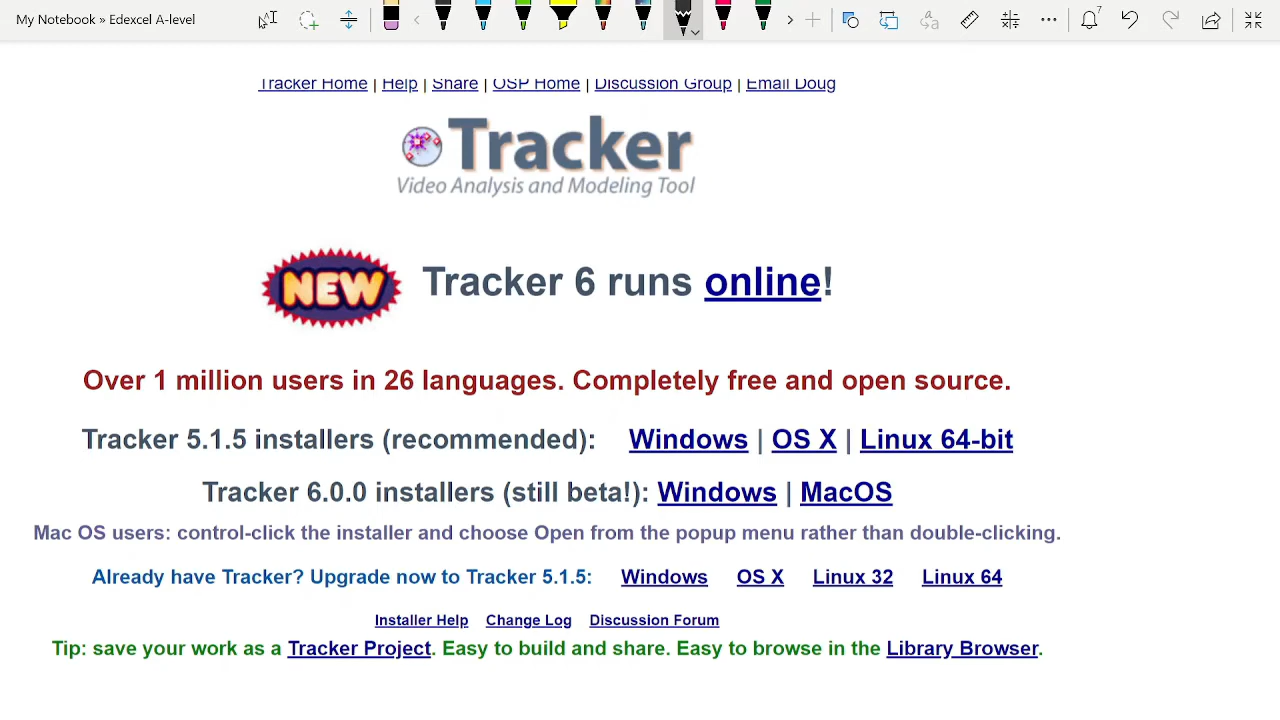 My Notebook » Edexcel A-level
7
Tracker Home | Help | Share | OSP Home | Discussion Group | Email Doug
Tracker
Video Analysis and Modeling Tool
NEW Tracker 6 runs online!
Over 1 million users in 26 languages. Completely free and open source.
Tracker 5.1.5 installers (recommended): Windows | OS X | Linux 64-bit
Tracker 6.0.0 installers (still beta!): Windows | MacOS
Mac OS users: control-click the installer and choose Open from the popup menu rather than double-clicking.
Already have Tracker? Upgrade now to Tracker 5.1.5: Windows OS X Linux 32 Linux 64
Installer Help Change Log Discussion Forum
Tip: save your work as a Tracker Project. Easy to build and share. Easy to browse in the Library Browser.